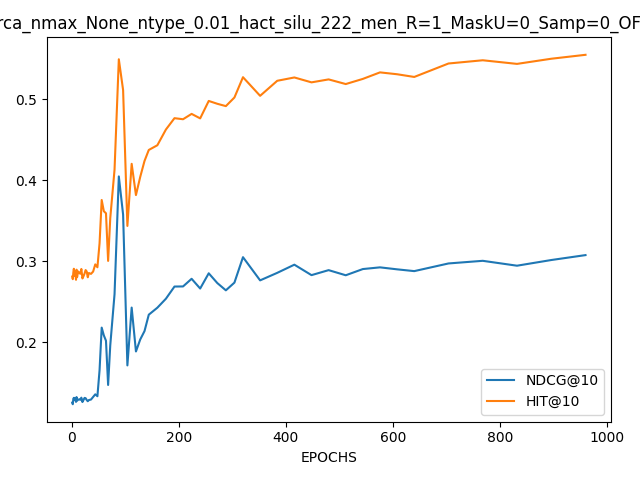 rca_nmax_None_ntype_0.01_hact_silu_222_men_R=1_MaskU=0_Samp=0_OF
0.5
0.4
0.3
0.2
0 200 400 600 800 1000
EPOCHS
NDCG@10
HIT@10